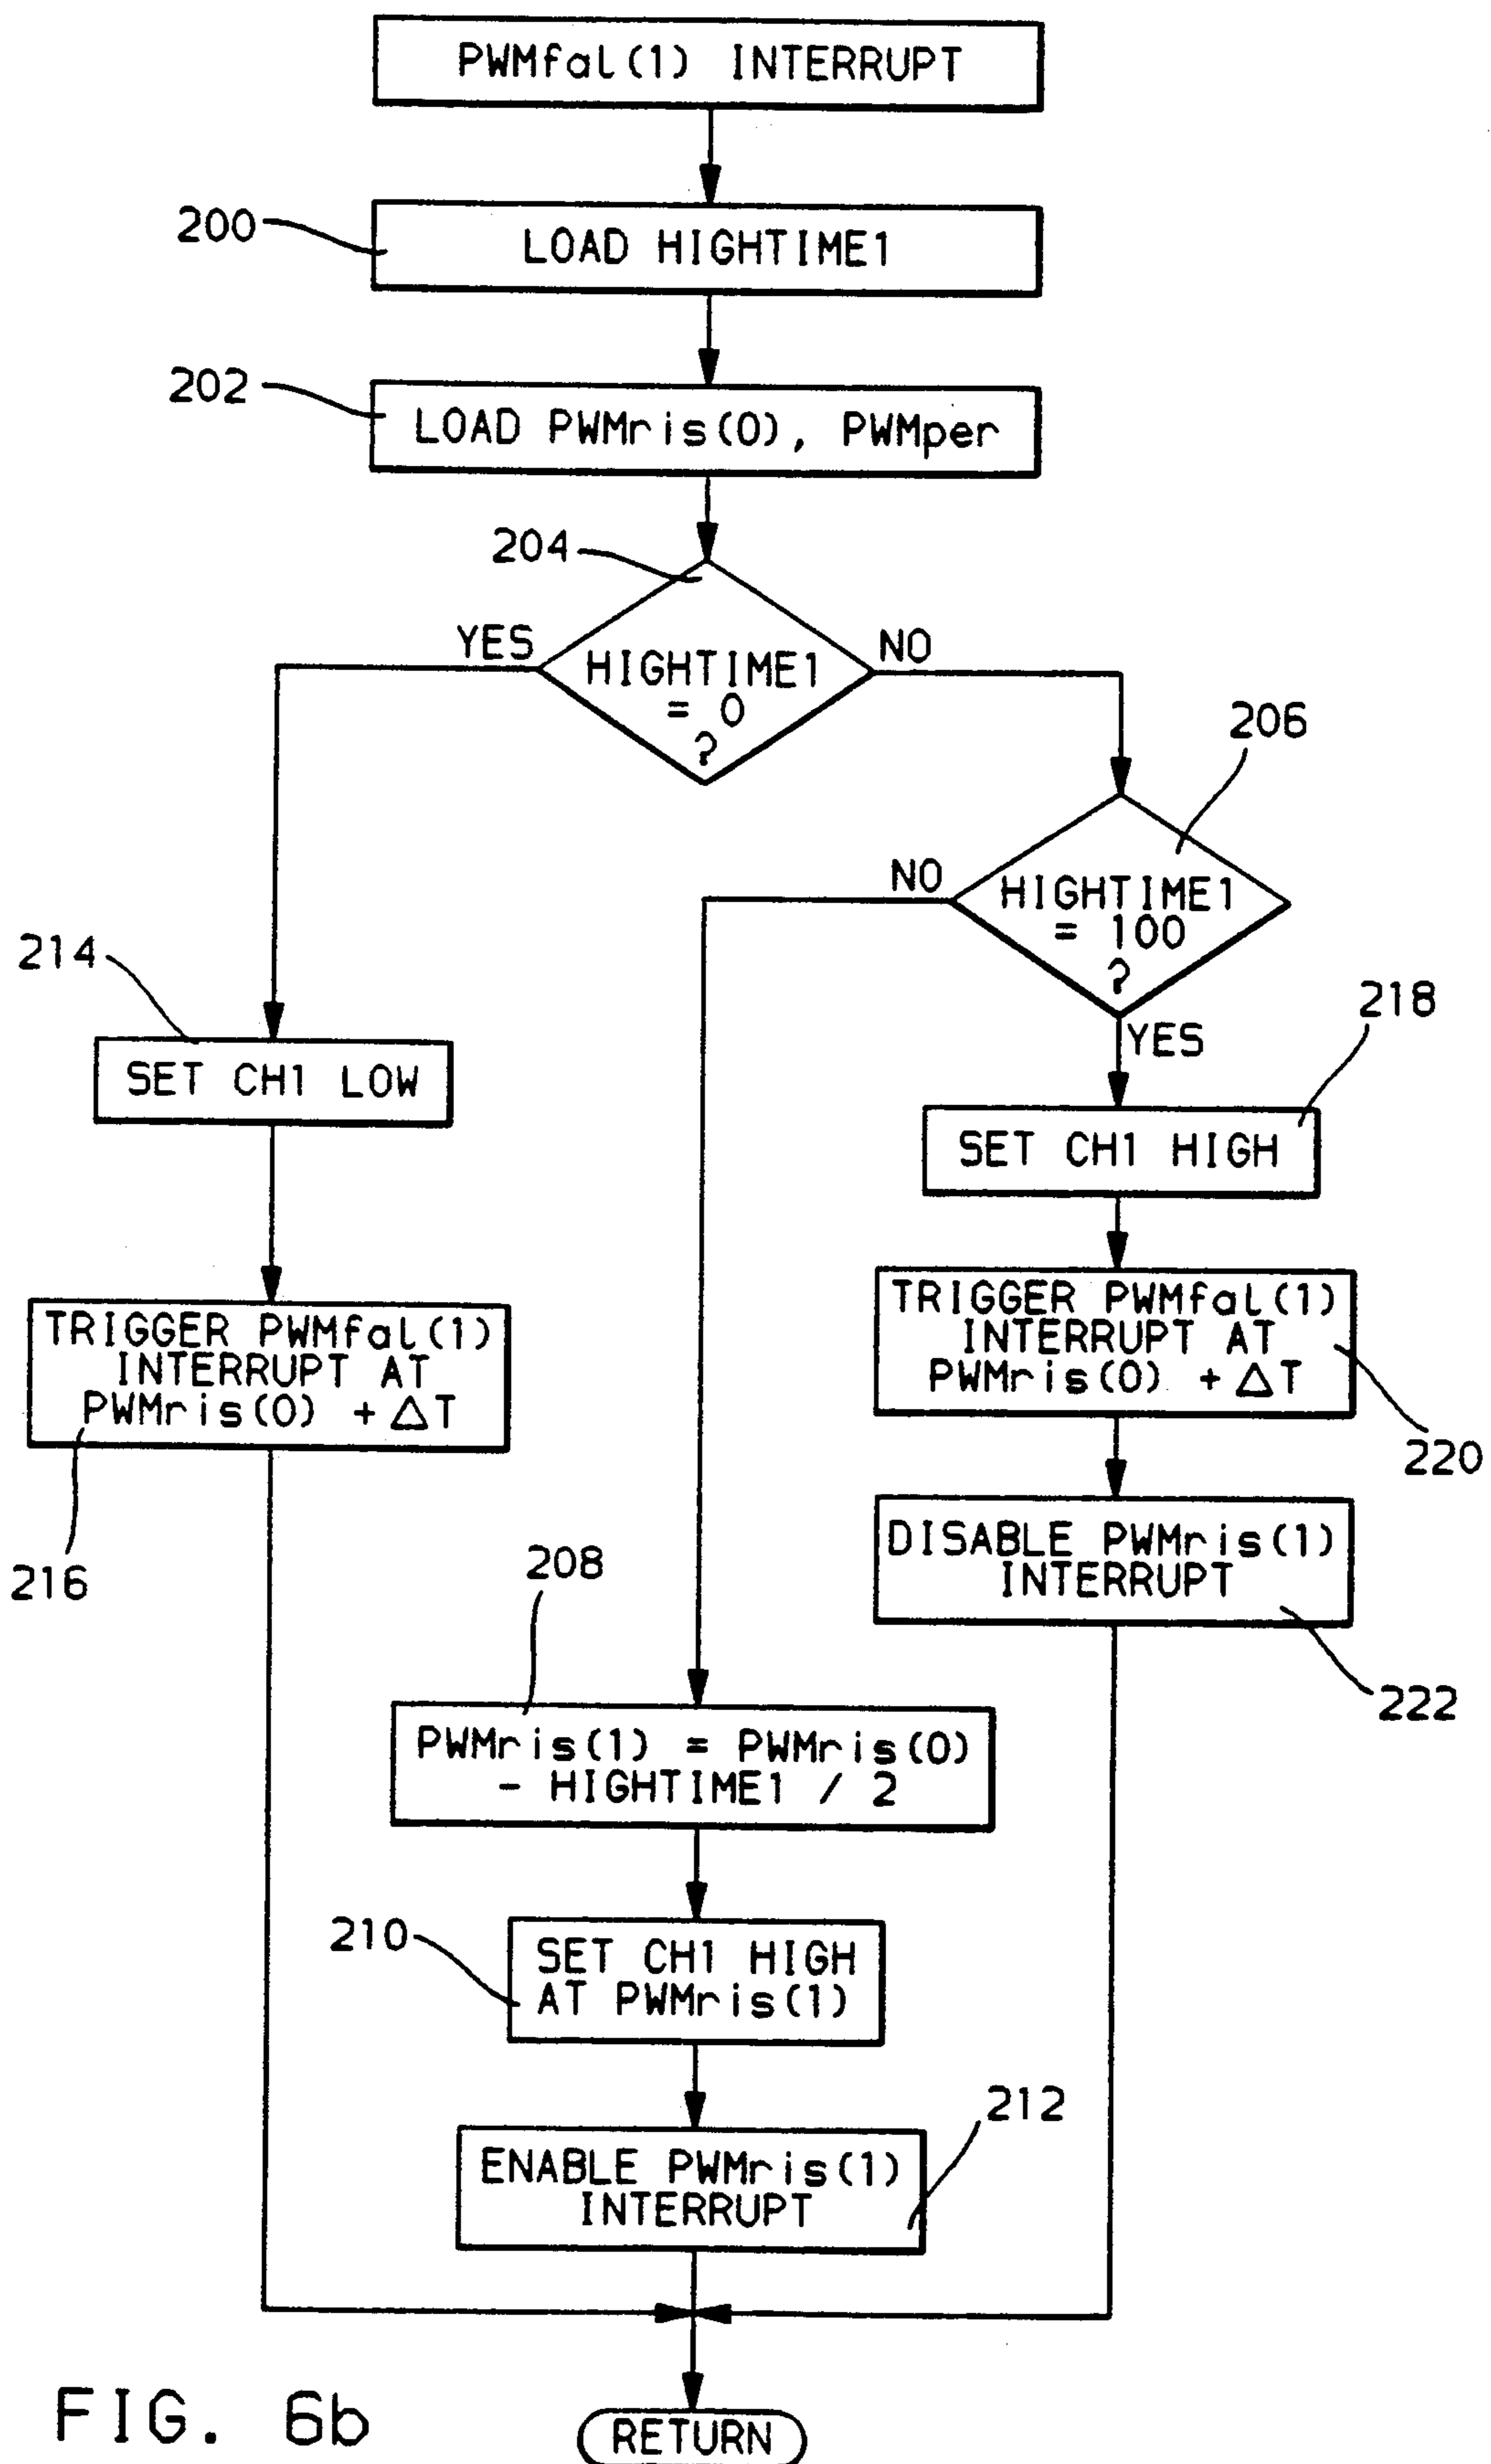 PWMfal(1) INTERRUPT
200
LOAD HIGHTIME1
202
LOAD PWMris(0), PWMper
204
YES
NO
HIGHTIME1
= 0
?
206
NO
HIGHTIME1
= 100
?
YES
214
SET CH1 LOW
218
SET CH1 HIGH
TRIGGER PWMfal(1)
INTERRUPT AT
PWMris(0) + △T
216
TRIGGER PWMfal(1)
INTERRUPT AT
PWMris(0) + △T
220
DISABLE PWMris(1)
INTERRUPT
222
208
PWMris(1) = PWMris(0)
- HIGHTIME1 / 2
210
SET CH1 HIGH
AT PWMris(1)
212
ENABLE PWMris(1)
INTERRUPT
RETURN
FIG. 6b